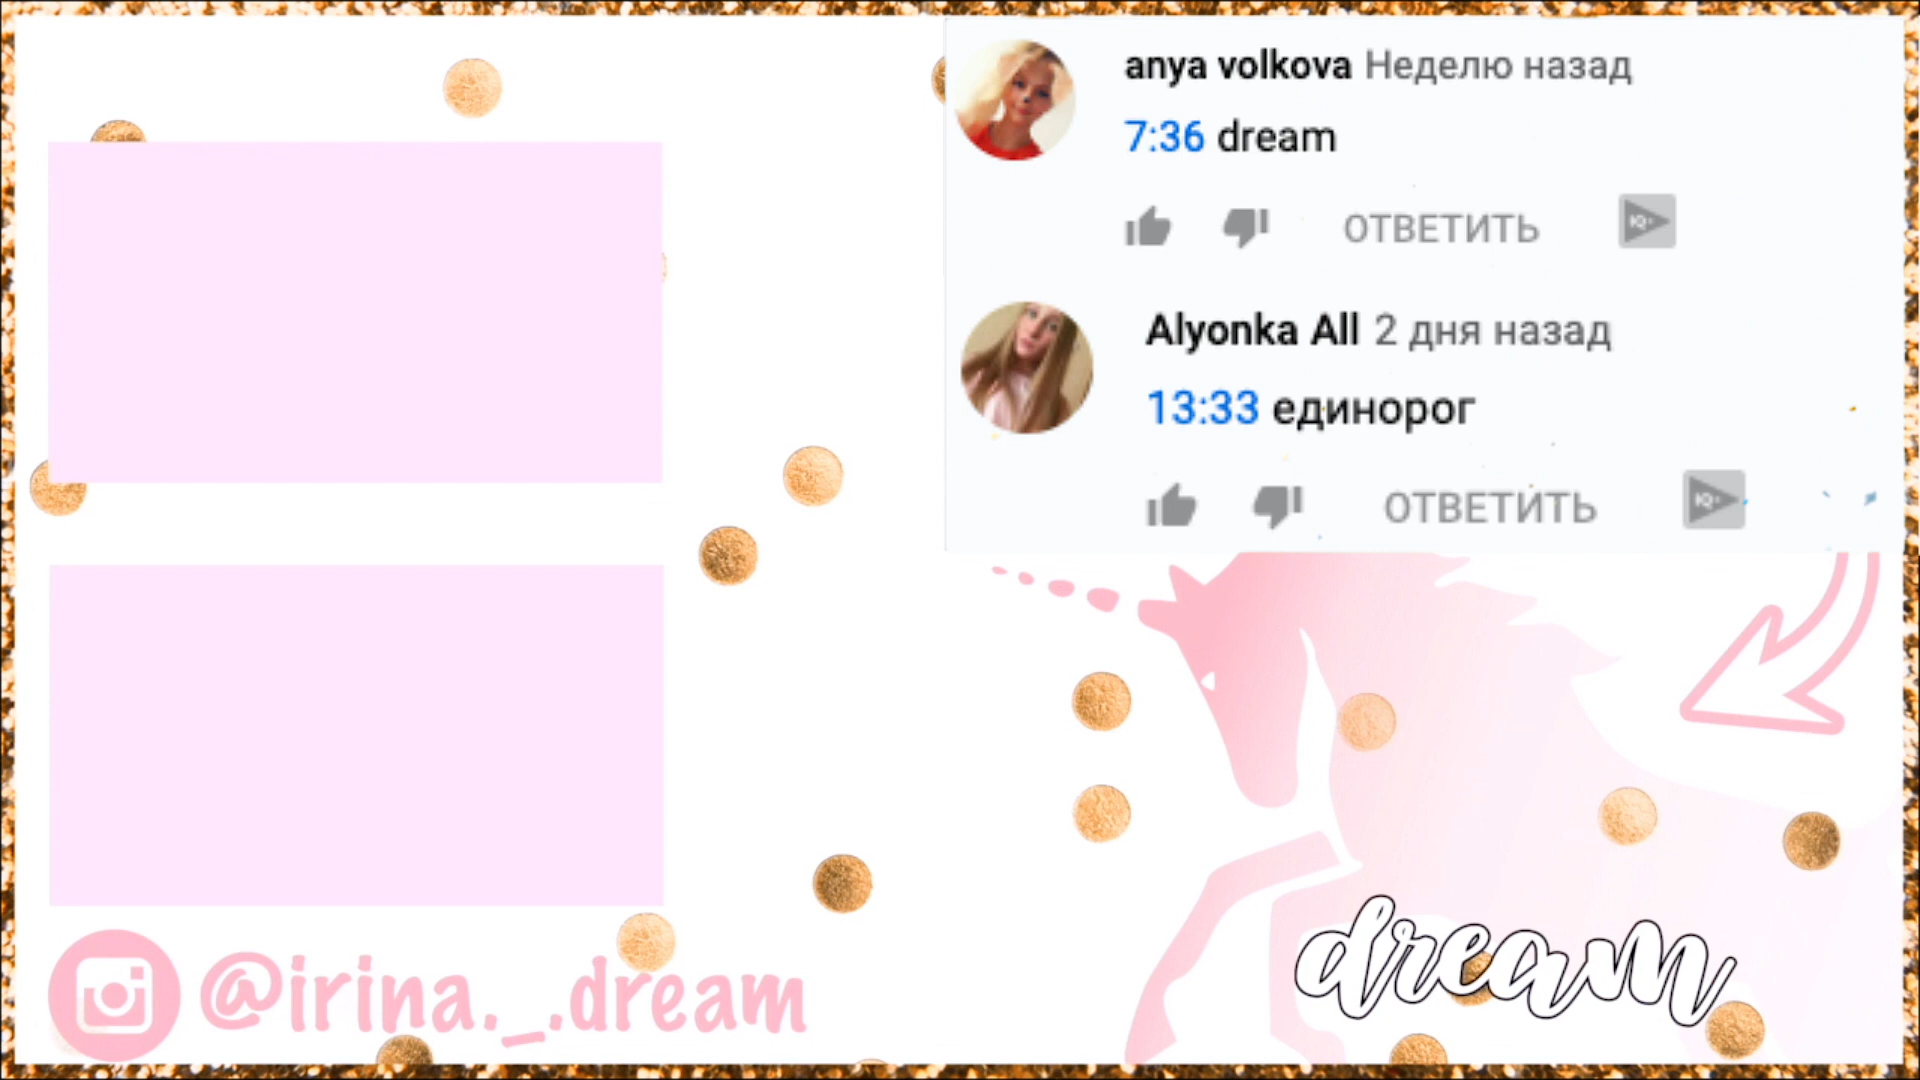 anya volkova Неделю назад
7:36 dream
ОТВЕТИТЬ
Alyonka All 2 дня назад
13:33 единорог
ОТВЕТИТЬ
@irina._.dream
dream